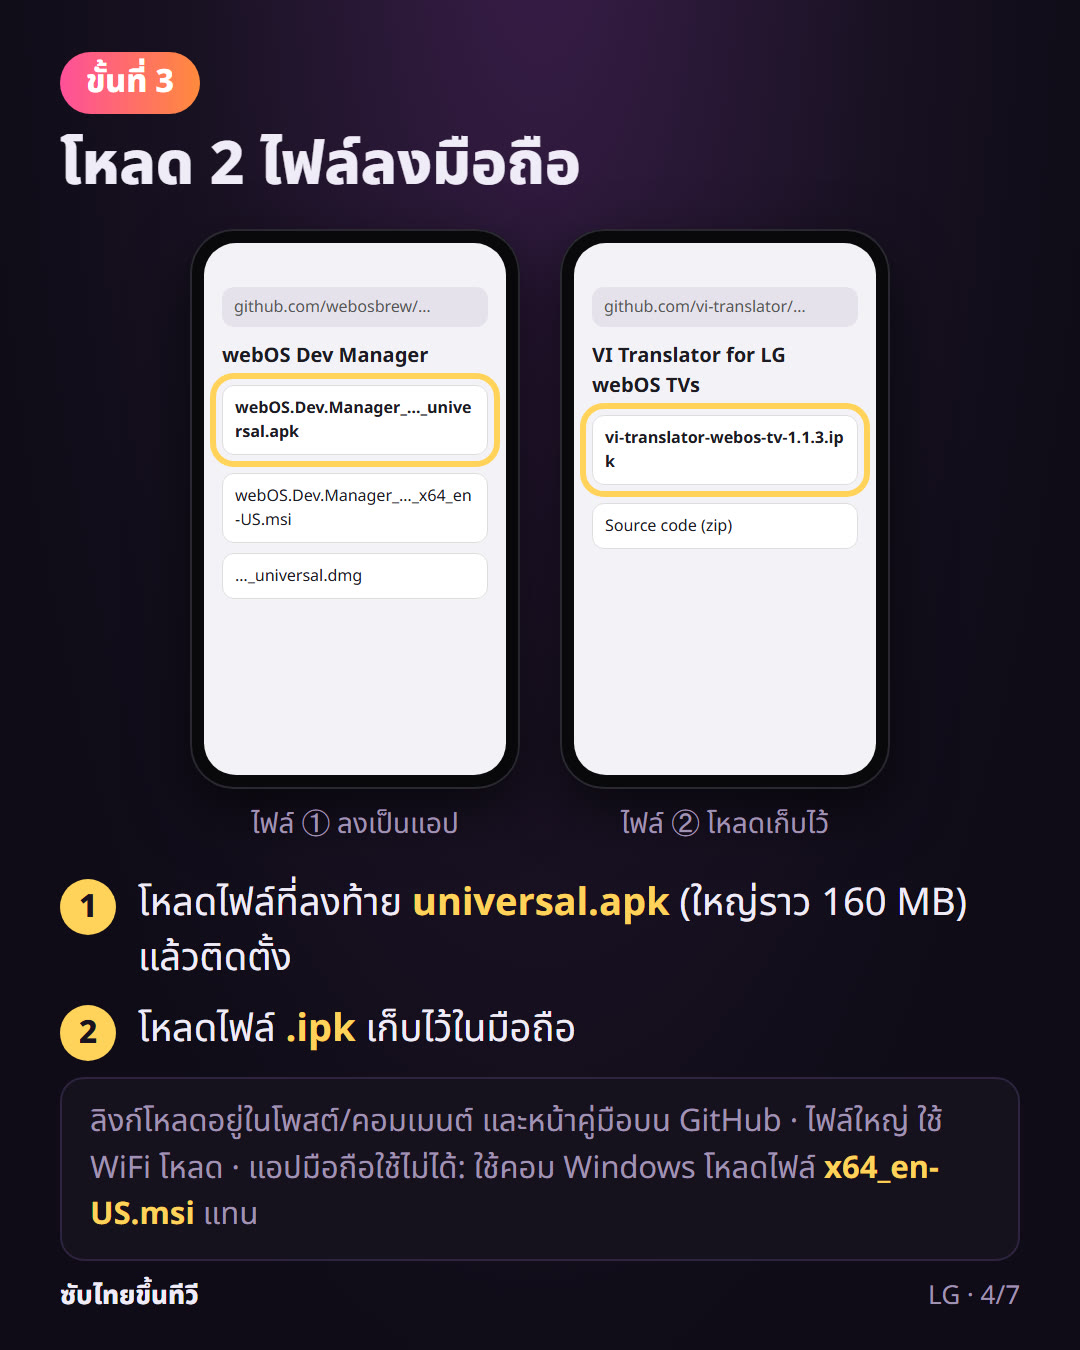 ขั้นที่ 3
โหลด 2 ไฟล์ลงมือถือ
github.com/webosbrew/...
webOS Dev Manager
webOS.Dev.Manager_..._unive
rsal.apk
webOS.Dev.Manager_..._x64_en
-US.msi
..._universal.dmg
ไฟล์ ① ลงเป็นแอป
github.com/vi-translator/...
VI Translator for LG
webOS TVs
vi-translator-webos-tv-1.1.3.ip
k
Source code (zip)
ไฟล์ ② โหลดเก็บไว้
1 โหลดไฟล์ที่ลงท้าย universal.apk (ใหญ่ราว 160 MB)
แล้วติดตั้ง
2 โหลดไฟล์ .ipk เก็บไว้ในมือถือ
ลิงก์โหลดอยู่ในโพสต์/คอมเมนต์ และหน้าคู่มือบน GitHub · ไฟล์ใหญ่ ใช้
WiFi โหลด · แอปมือถือใช้ไม่ได้: ใช้คอม Windows โหลดไฟล์ x64_en-
US.msi แทน
ซับไทยขึ้นทีวี
LG · 4/7